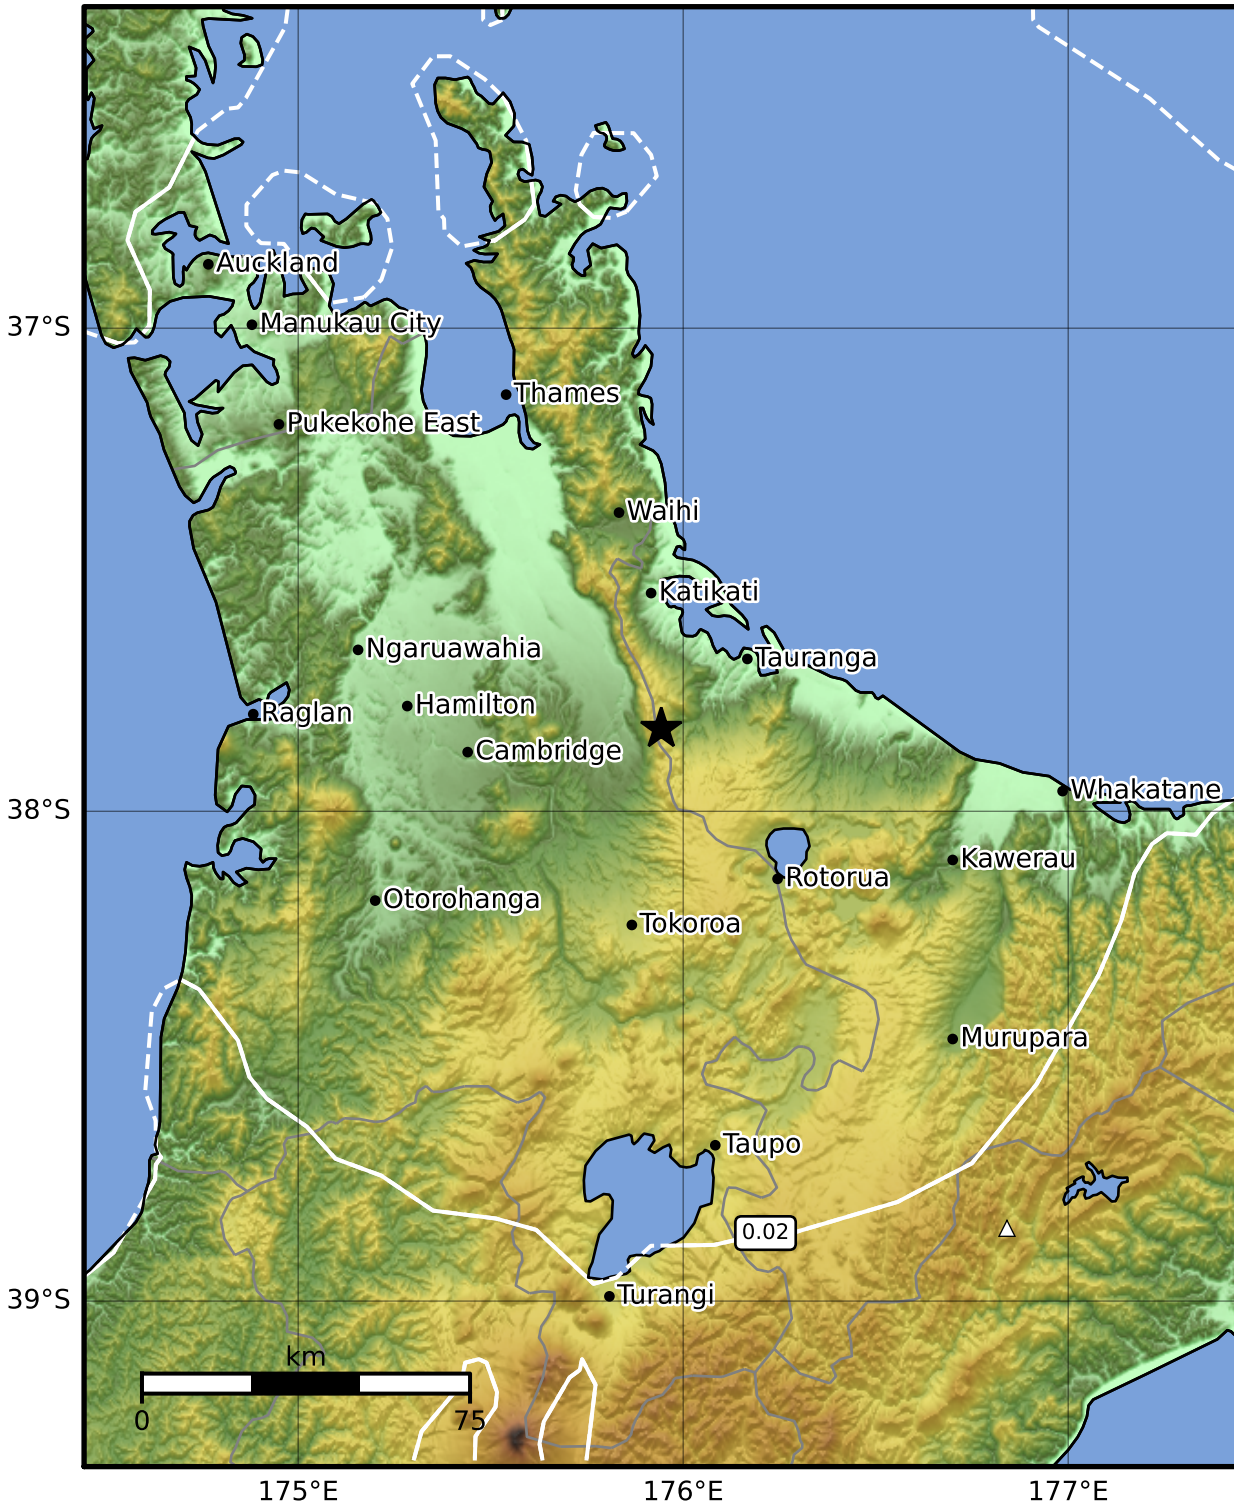 Auckland
37°S
Manukau City
Thames
Pukekohe East
Waihi
Katikati
Ngaruawahia
Tauranga
Hamilton
Raglan
Cambridge
Whakatane
38°S
Kawerau
Rotorua
Otorohanga
Tokoroa
Murupara
Taupo
0.02
39°S
Turangi
km
0 75
175°E 176°E 177°E